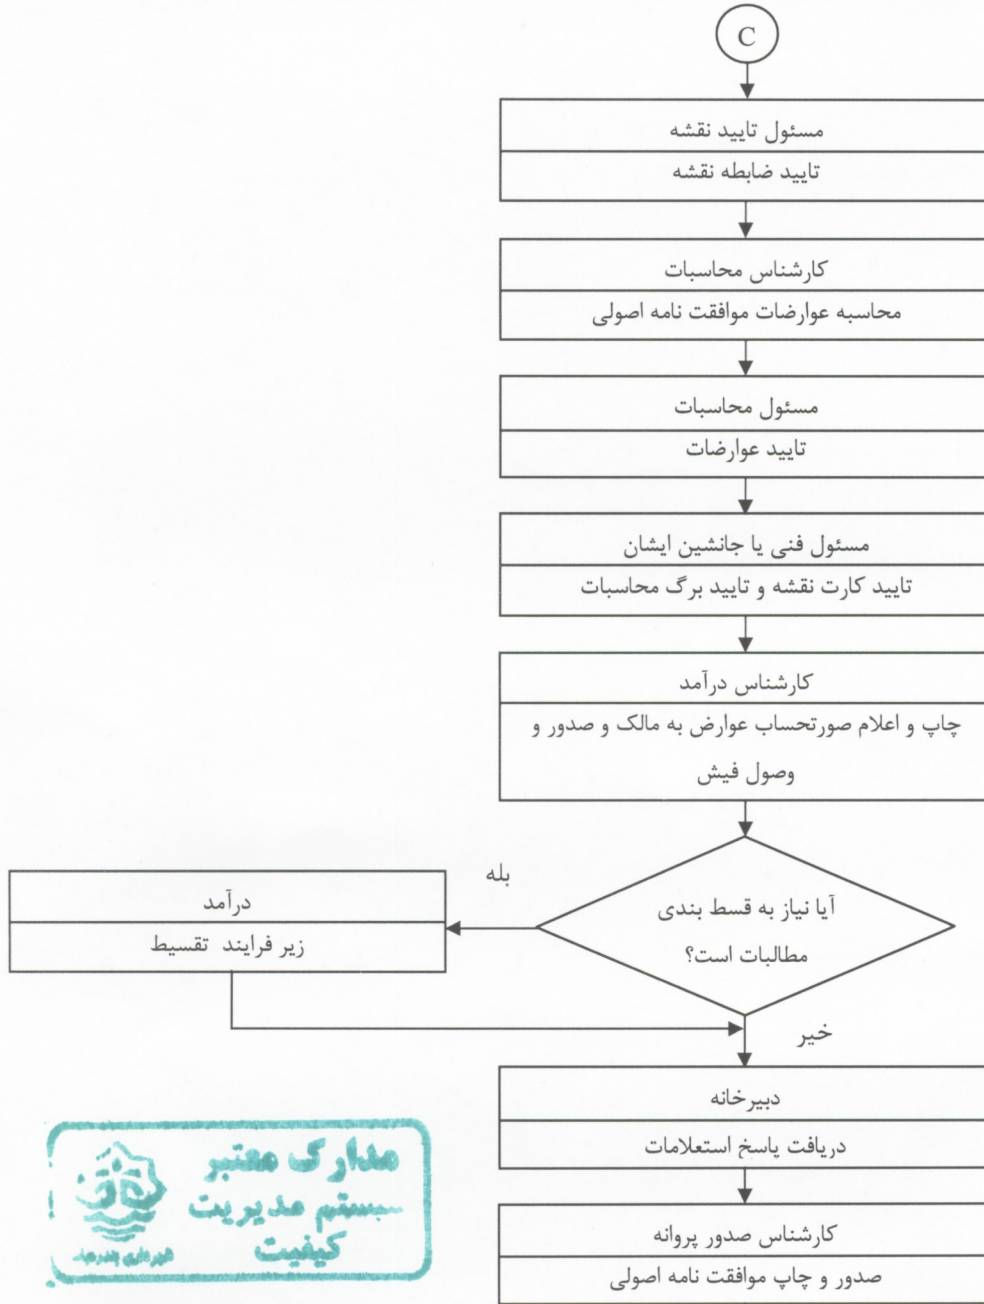 C
مسئول تایید نقشه
تایید ضابطه نقشه
کارشناس محاسبات
محاسبه عوارضات موافقت نامه اصولی
مسئول محاسبات
تایید عوارضات
مسئول فنی یا جانشین ایشان
تایید کارت نقشه و تایید برگ محاسبات
کارشناس درآمد
چاپ و اعلام صورتحساب عوارض به مالک و صدور و
وصول فیش
آیا نیاز به قسط بندی
مطالبات است؟
بله
درآمد
زیر فرایند تقسیط
خیر
دبیرخانه
دریافت پاسخ استعلامات
کارشناس صدور پروانه
صدور و چاپ موافقت نامه اصولی
مدارک معتبر
سیستم مدیریت
کیفیت